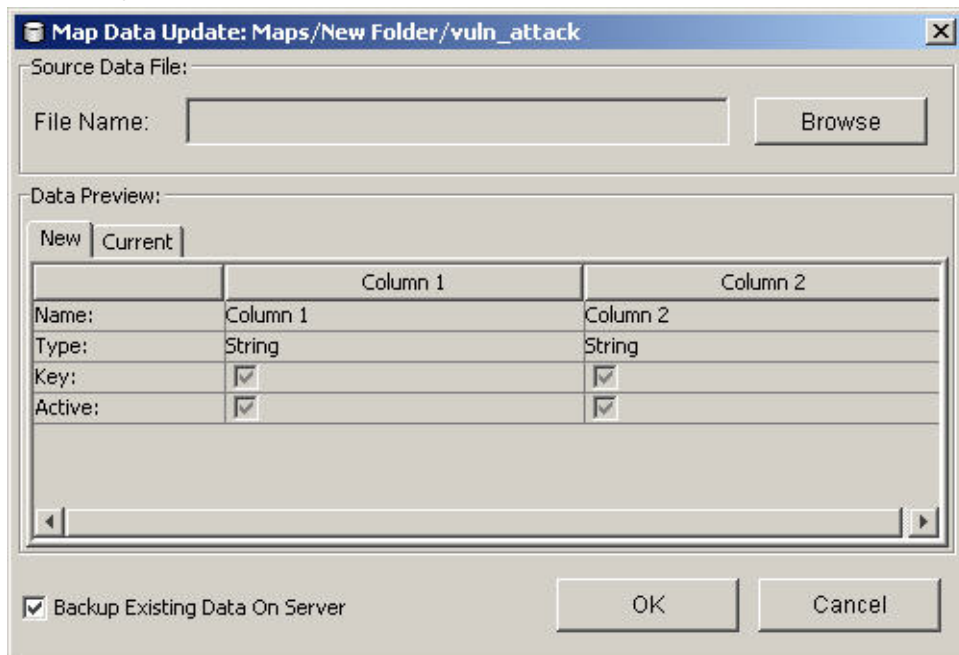 Map Data Update: Maps/New Folder/vuln_attack
Source Data File:
File Name:
Browse
Data Preview:
New Current
Column 1 Column 2
Name: Column 1 Column 2
Type: String String
Key:
Active:
Backup Existing Data On Server
OK
Cancel